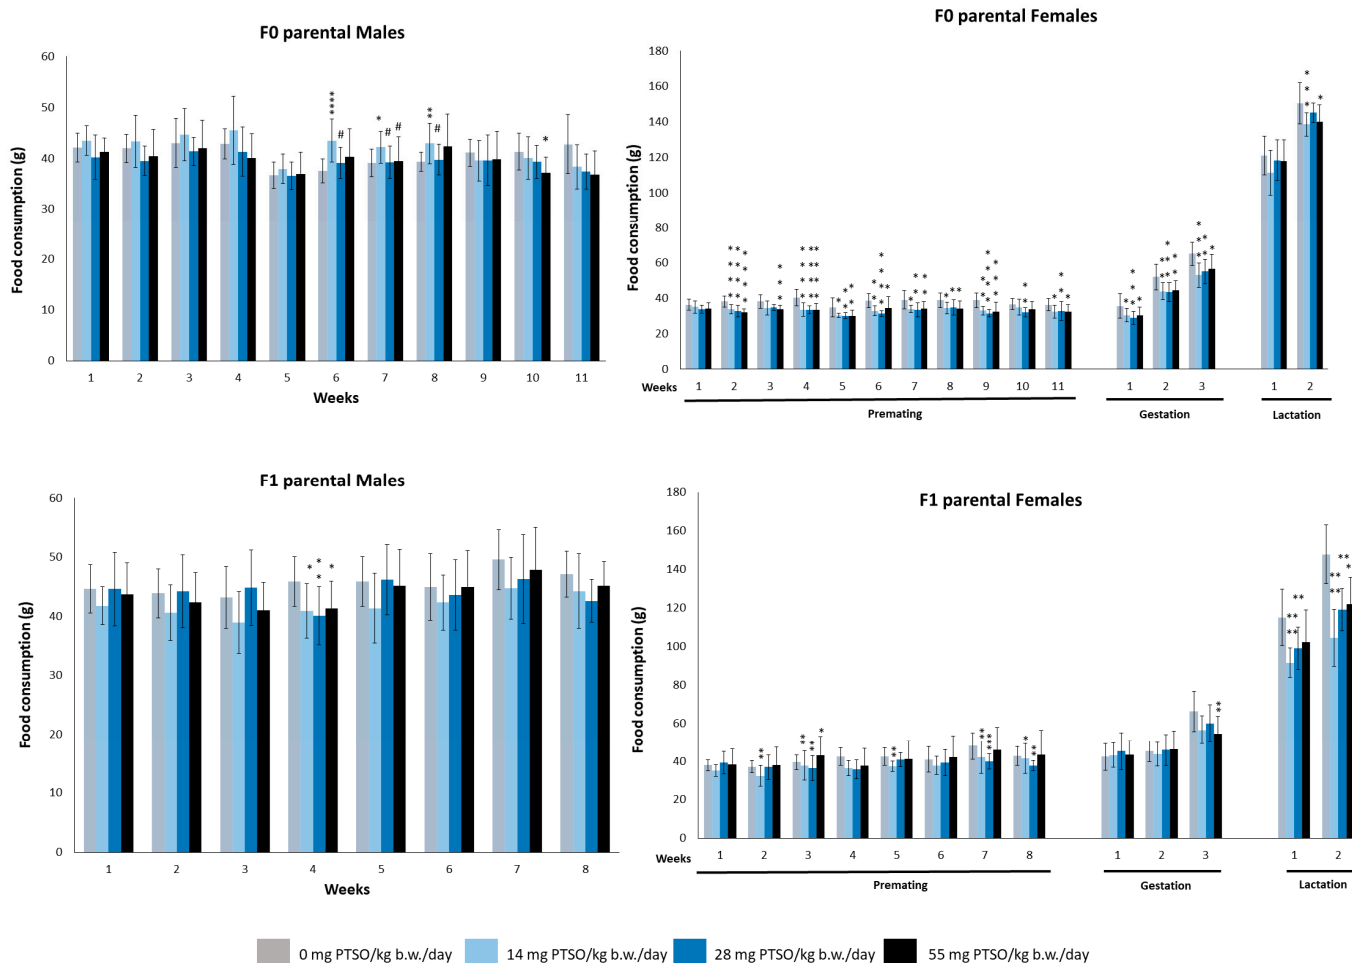 F0 parental Males
Food consumption (g)
60
50
40
30
20
10
0
**** * ** *
# # # #
1 2 3 4 5 6 7 8 9 10 11
Weeks
F0 parental Females
Food consumption (g)
180
160
140
120
100
80
60
40
20
0
Weeks 1 2 3 4 5 6 7 8 9 10 11 1 2 3 1 2
Premating Gestation Lactation
F1 parental Males
Food consumption (g)
60
50
40
30
20
10
0
1 2 3 4 5 6 7 8
Weeks
F1 parental Females
Food consumption (g)
180
160
140
120
100
80
60
40
20
0
Weeks 1 2 3 4 5 6 7 8 1 2 3 1 2
Premating Gestation Lactation
0 mg PTSO/kg b.w./day 14 mg PTSO/kg b.w./day 28 mg PTSO/kg b.w./day 55 mg PTSO/kg b.w./day